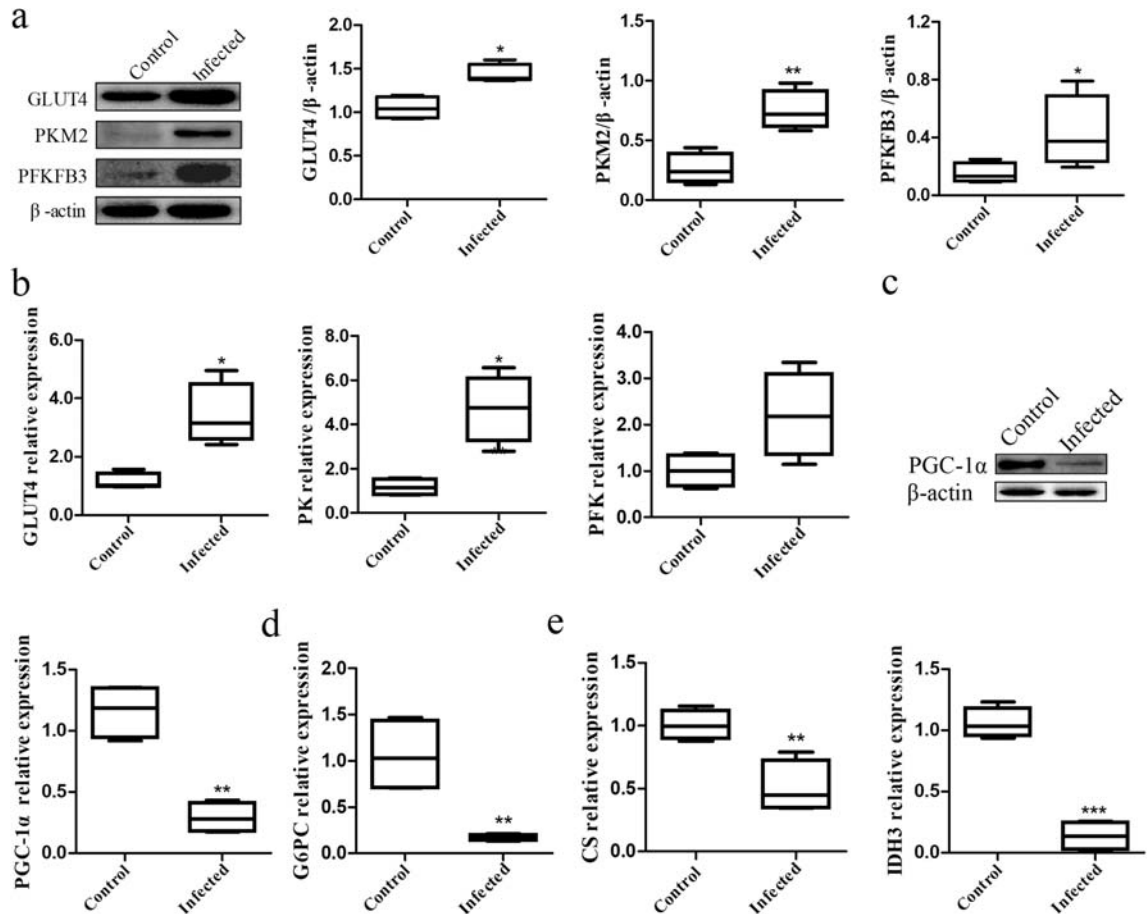 a
Control
Infected
GLUT4
PKM2
PFKFB3
β-actin
GLUT4/β-actin
2.0
1.5
1.0
0.5
0.0
*
Control
Infected
PKM2/β-actin
1.5
1.0
0.5
0.0
**
Control
Infected
PFKFB3/β-actin
1.2
0.8
0.4
0.0
*
Control
Infected
b
GLUT4 relative expression
6.0
4.0
2.0
0.0
*
Control
Infected
PK relative expression
8.0
6.0
4.0
2.0
0.0
*
Control
Infected
PFK relative expression
4.0
3.0
2.0
1.0
0.0
Control
Infected
c
Control
Infected
PGC-1α
β-actin
PGC-1α relative expression
1.5
1.0
0.5
0.0
**
Control
Infected
d
G6PC relative expression
2.0
1.5
1.0
0.5
0.0
**
Control
Infected
e
CS relative expression
1.5
1.0
0.5
0.0
**
Control
Infected
IDH3 relative expression
1.5
1.0
0.5
0.0
***
Control
Infected